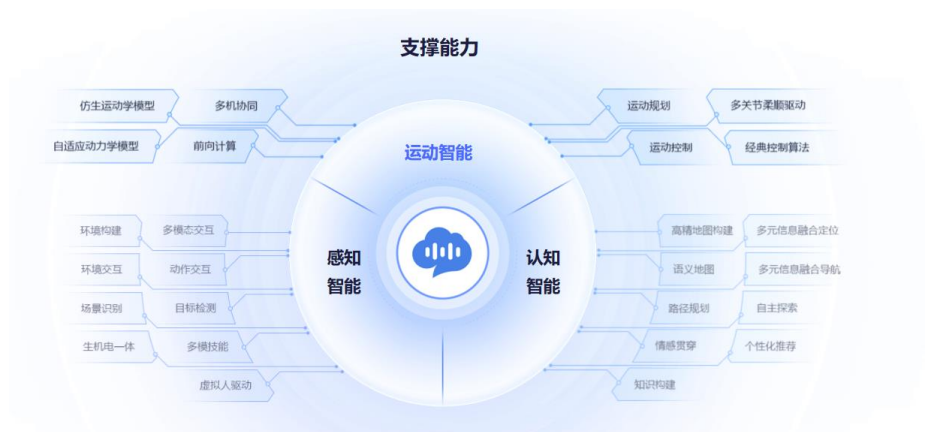 支撑能力
仿生运动学模型 多机协同 运动规划 多关节柔顺驱动
自适应动力学模型 前向计算 运动控制 经典控制算法
运动智能
环境构建 多模态交互 高精地图构建 多元信息融合定位
环境交互 动作交互 语义地图 多元信息融合导航
感知
智能
认知
智能
场景识别 目标检测 路径规划 自主探索
生机电一体 多模技能 情感贯穿 个性化推荐
虚拟人驱动 知识构建